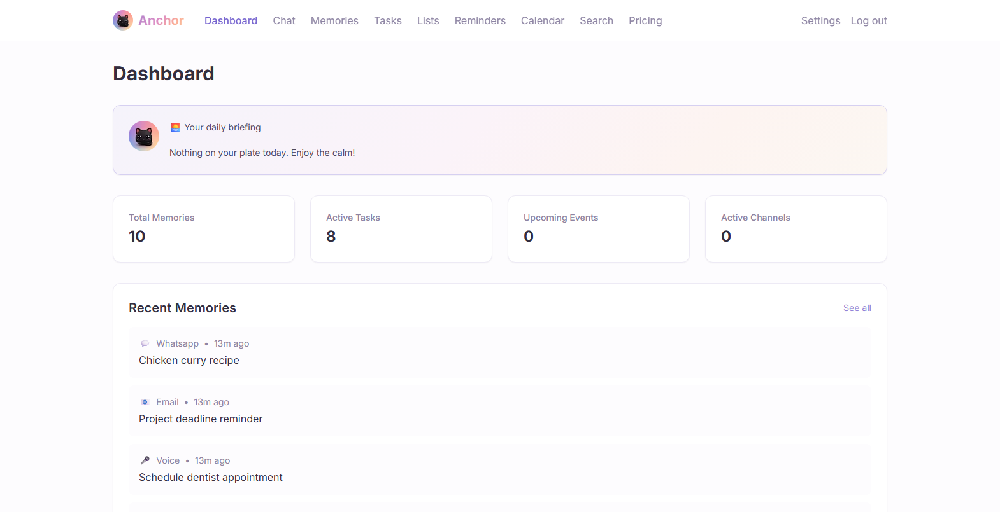 Anchor Dashboard Chat Memories Tasks Lists Reminders Calendar Search Pricing Settings Log out
Dashboard
Your daily briefing
Nothing on your plate today. Enjoy the calm!
Total Memories
10
Active Tasks
8
Upcoming Events
0
Active Channels
0
Recent Memories See all
Whatsapp • 13m ago
Chicken curry recipe
Email • 13m ago
Project deadline reminder
Voice • 13m ago
Schedule dentist appointment